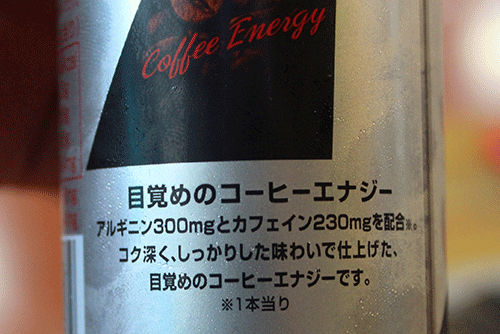 Coffee Energy
目覚めのコーヒーエナジー
アルギニン300mgとカフェイン230mgを配合※。
コク深く、しっかりした味わいで仕上げた、
目覚めのコーヒーエナジーです。
※1本当り